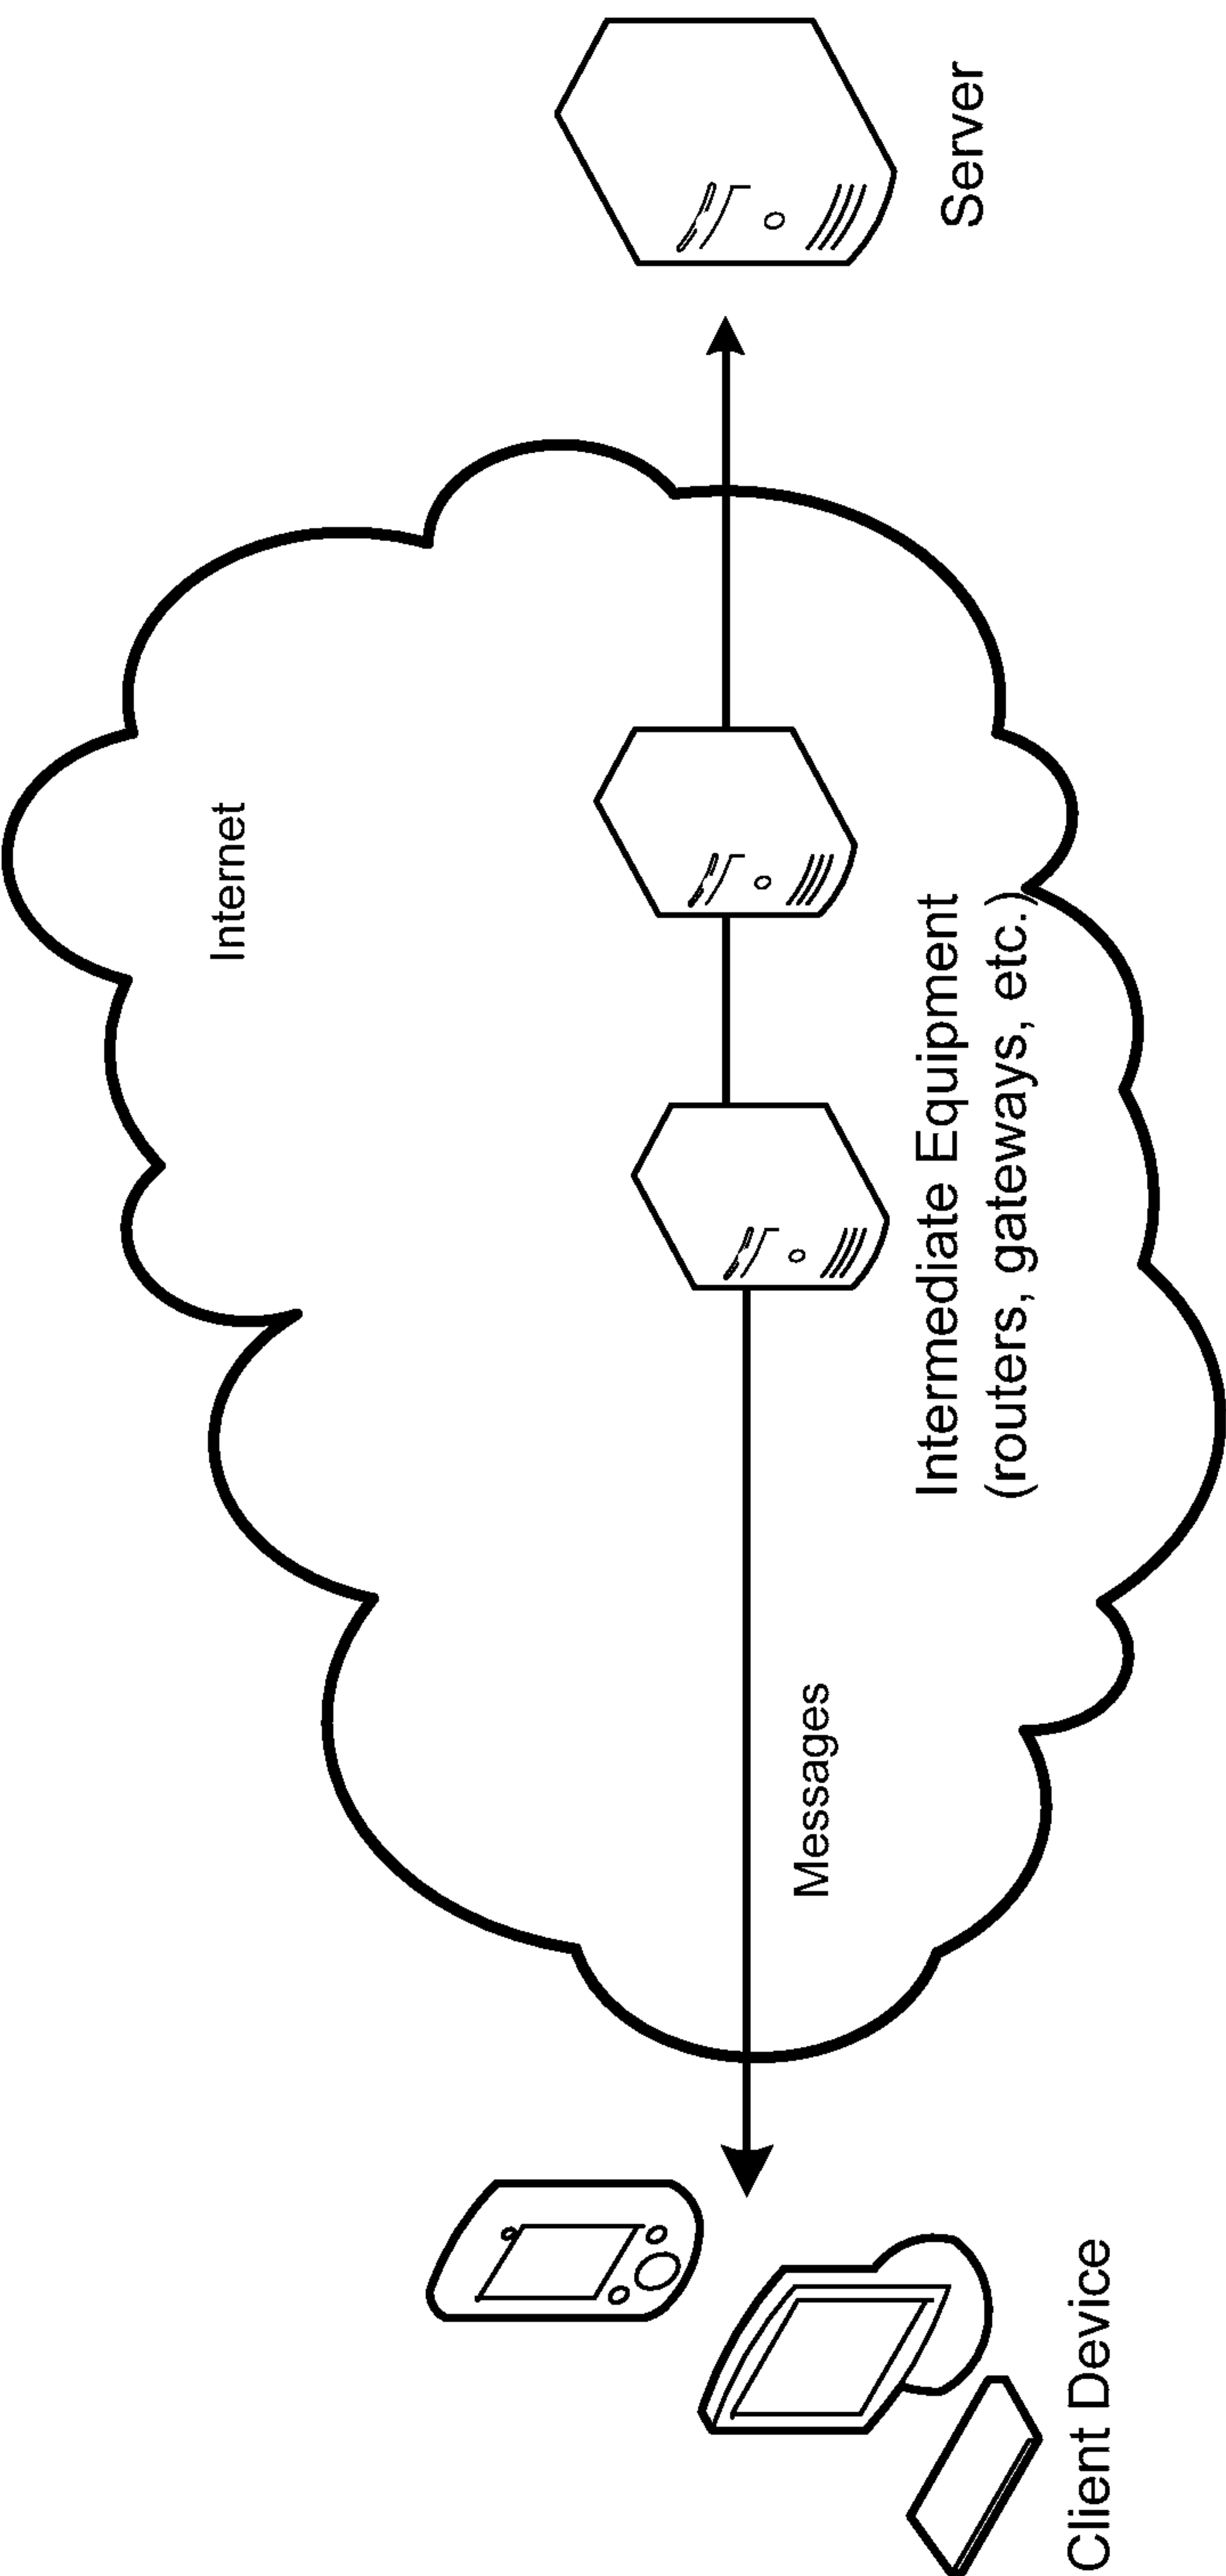 Internet
Server
Messages
Intermediate Equipment
(routers, gateways, etc.)
Client Device